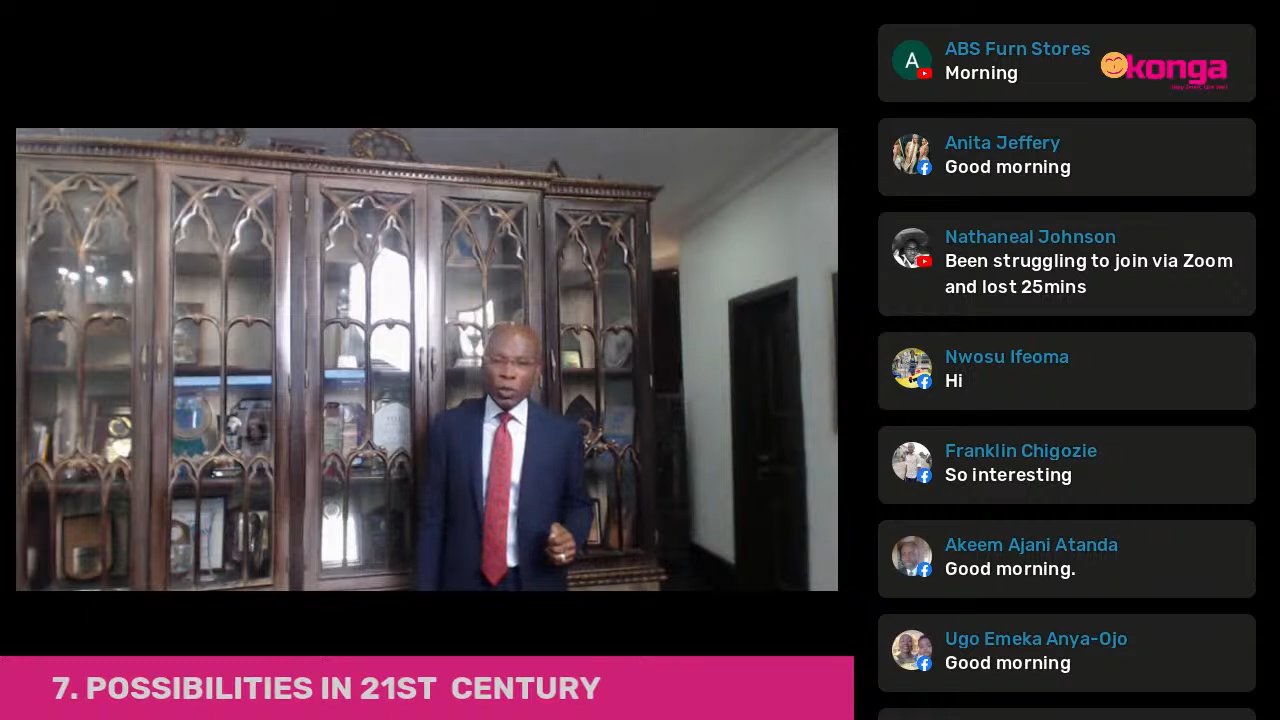 ABS Furn Stores
Morning
konga
Anita Jeffery
Good morning
Nathaneal Johnson
Been struggling to join via Zoom
and lost 25mins
Nwosu Ifeoma
Hi
Franklin Chigozie
So interesting
Akeem Ajani Atanda
Good morning.
Ugo Emeka Anya-Ojo
Good morning
7. POSSIBILITIES IN 21ST CENTURY